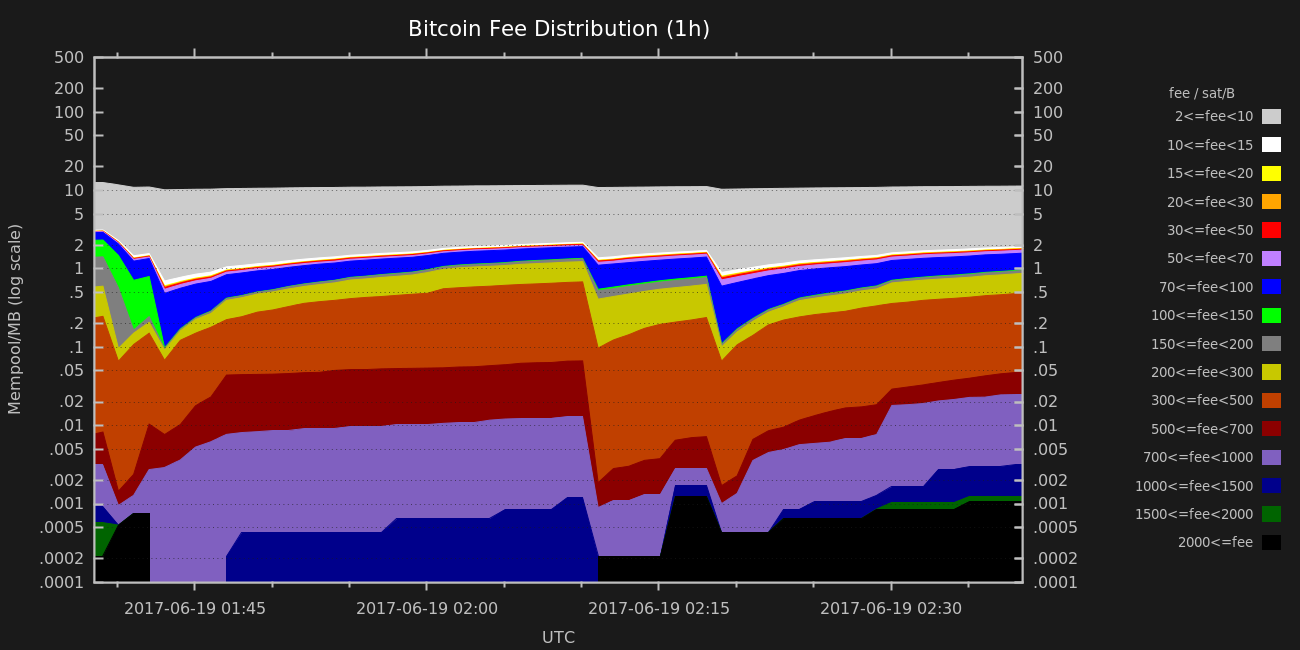 Bitcoin Fee Distribution (1h)
500
200
100
50
20
10
5
2
1
.5
.2
.1
.05
.02
.01
.005
.002
.001
.0005
.0002
.0001
Mempool/MB (log scale)
500
200
100
50
20
10
5
2
1
.5
.2
.1
.05
.02
.01
.005
.002
.001
.0005
.0002
.0001
2017-06-19 01:45 2017-06-19 02:00 2017-06-19 02:15 2017-06-19 02:30
UTC
fee / sat/B
2<=fee<10
10<=fee<15
15<=fee<20
20<=fee<30
30<=fee<50
50<=fee<70
70<=fee<100
100<=fee<150
150<=fee<200
200<=fee<300
300<=fee<500
500<=fee<700
700<=fee<1000
1000<=fee<1500
1500<=fee<2000
2000<=fee